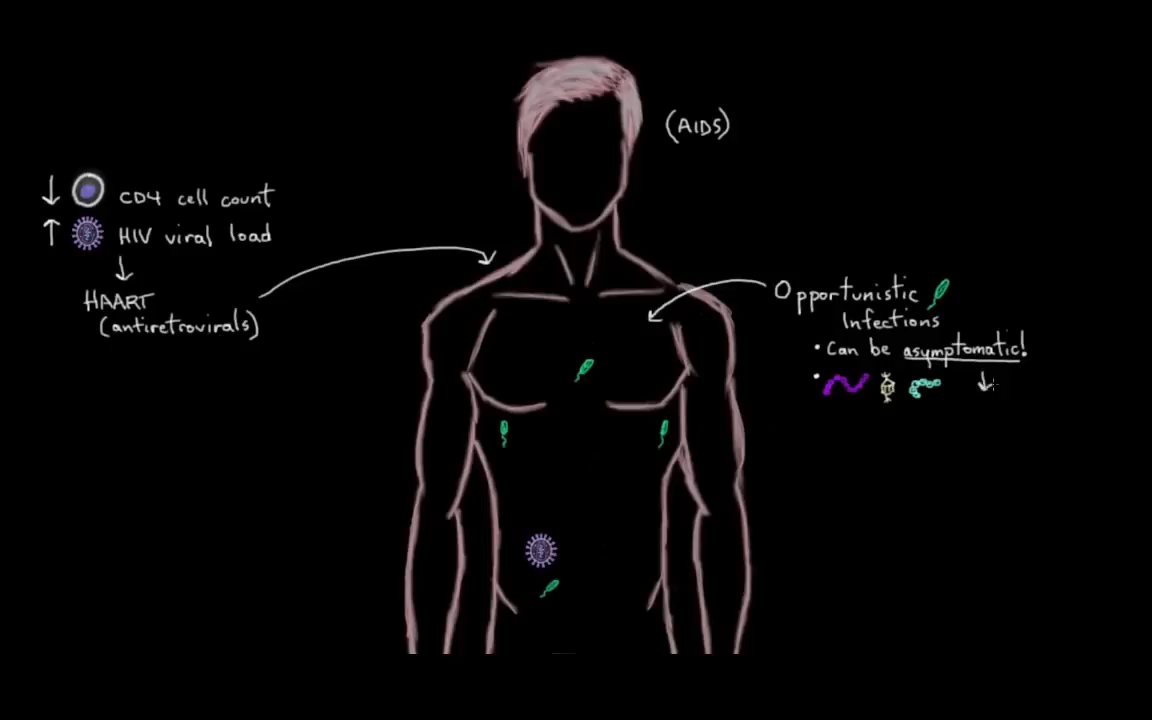 (AIDS)
↓ CD4 cell count
↑ HIV viral load
↓
HAART
(antiretrovirals)
Opportunistic
Infections
• Can be asymptomatic!
• ↓